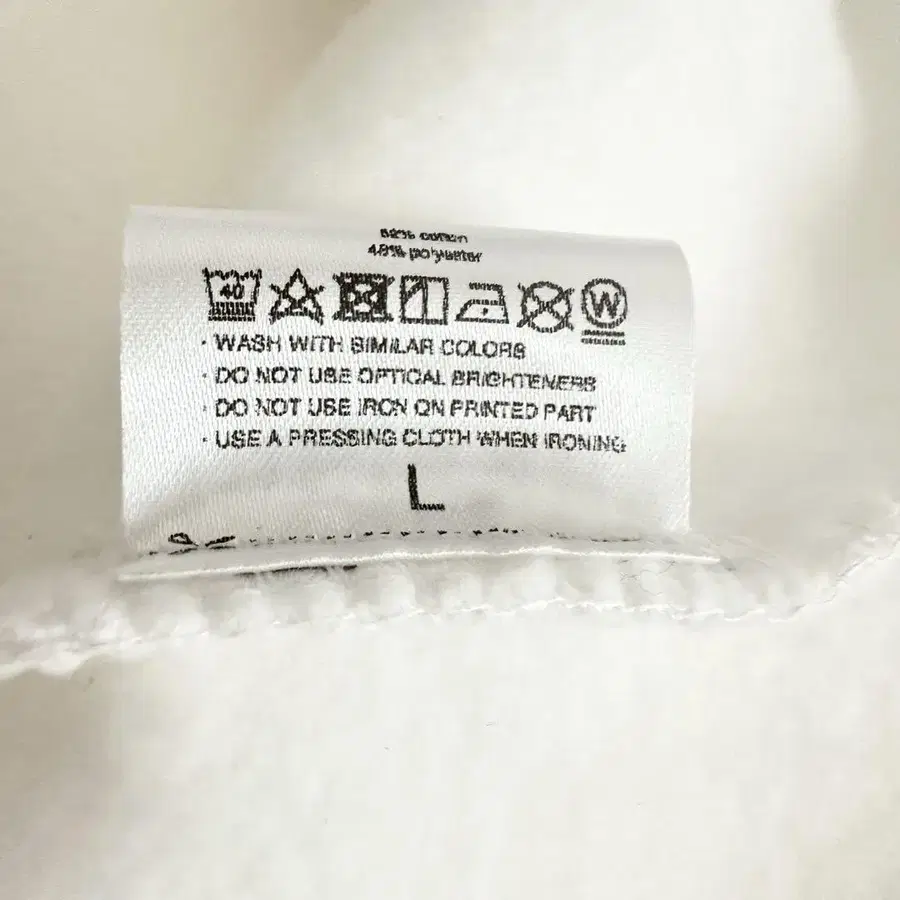 52% cotton
48% polyester
40
W
· WASH WITH SIMILAR COLORS
· DO NOT USE OPTICAL BRIGHTENERS
· DO NOT USE IRON ON PRINTED PART
· USE A PRESSING CLOTH WHEN IRONING
L